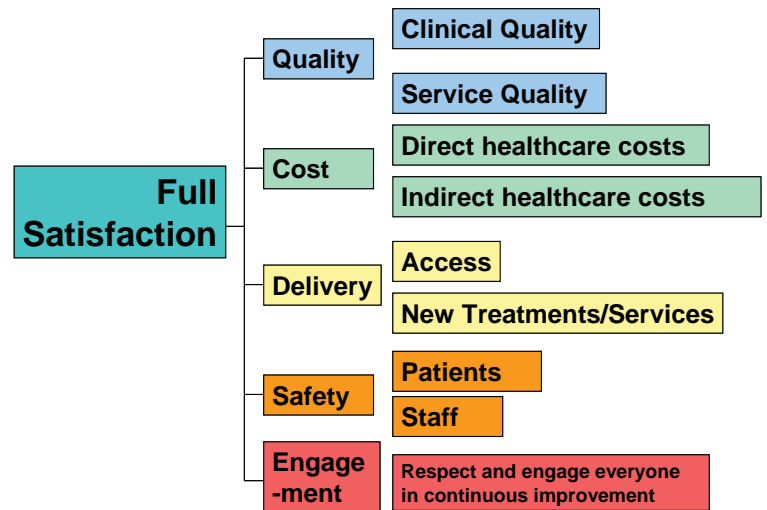 Full
Satisfaction
Quality
Clinical Quality
Service Quality
Cost
Direct healthcare costs
Indirect healthcare costs
Delivery
Access
New Treatments/Services
Safety
Patients
Staff
Engage
-ment
Respect and engage everyone
in continuous improvement